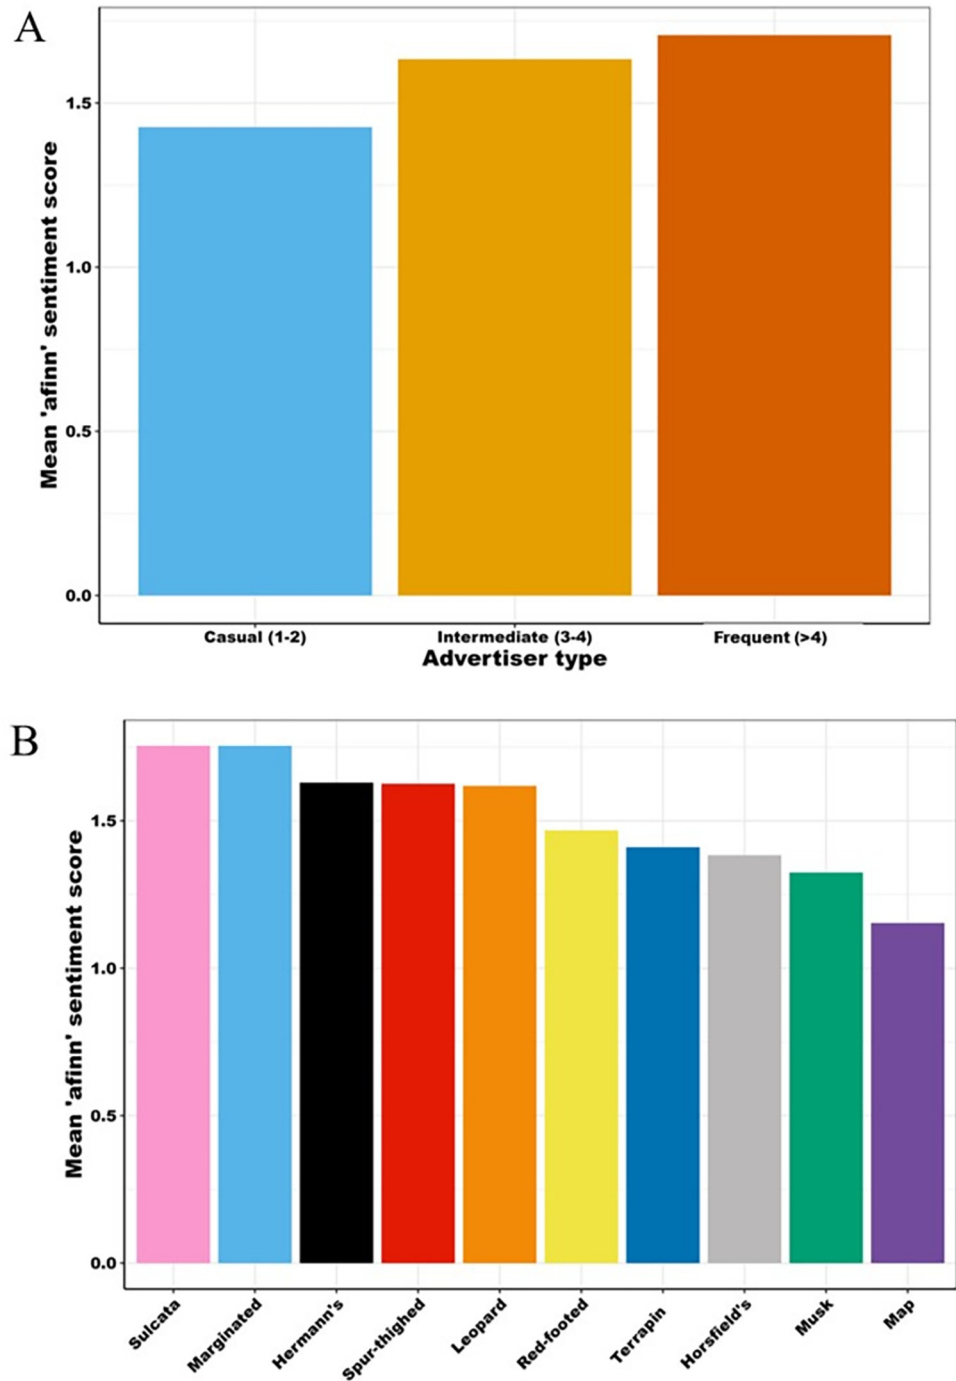 A
Mean 'afinn' sentiment score
1.5
1.0
0.5
0.0
Casual (1-2) Intermediate (3-4) Frequent (>4)
Advertiser type
B
Mean 'afinn' sentiment score
1.5
1.0
0.5
0.0
Sulcata Marginated Hermann's Spur-thighed Leopard Red-footed Terrapin Horsfield's Musk Map